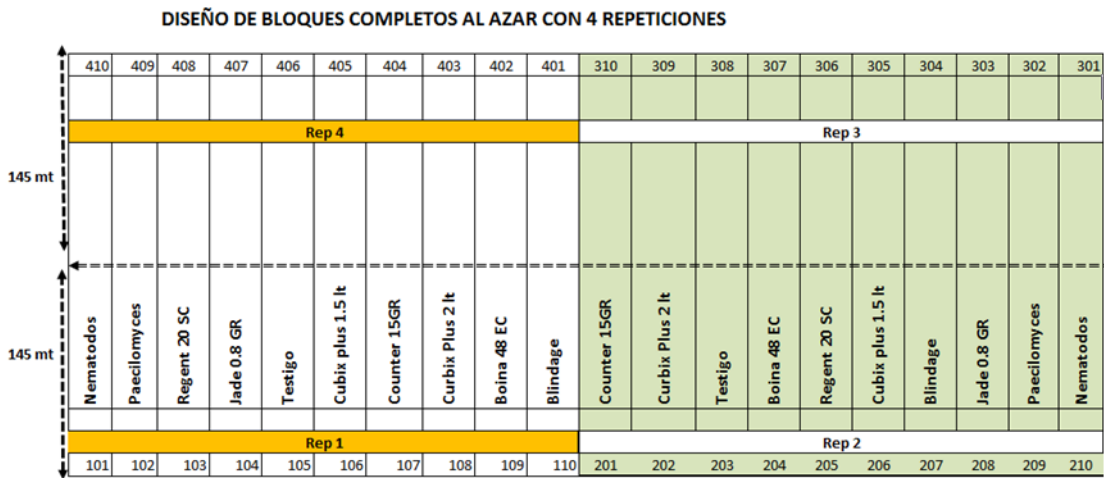 DISEÑO DE BLOQUES COMPLETOS AL AZAR CON 4 REPETICIONES
410 409 408 407 406 405 404 403 402 401 310 309 308 307 306 305 304 303 302 301
Rep 4 Rep 3
145 mt
145 mt
Nematodos
Paecilomyces
Regent 20 SC
Jade 0.8 GR
Testigo
Cubix plus 1.5 lt
Counter 15GR
Curbix Plus 2 lt
Boina 48 EC
Blindage
Counter 15GR
Curbix Plus 2 lt
Testigo
Boina 48 EC
Regent 20 SC
Cubix plus 1.5 lt
Blindage
Jade 0.8 GR
Paecilomyces
Nematodos
Rep 1 Rep 2
101 102 103 104 105 106 107 108 109 110 201 202 203 204 205 206 207 208 209 210